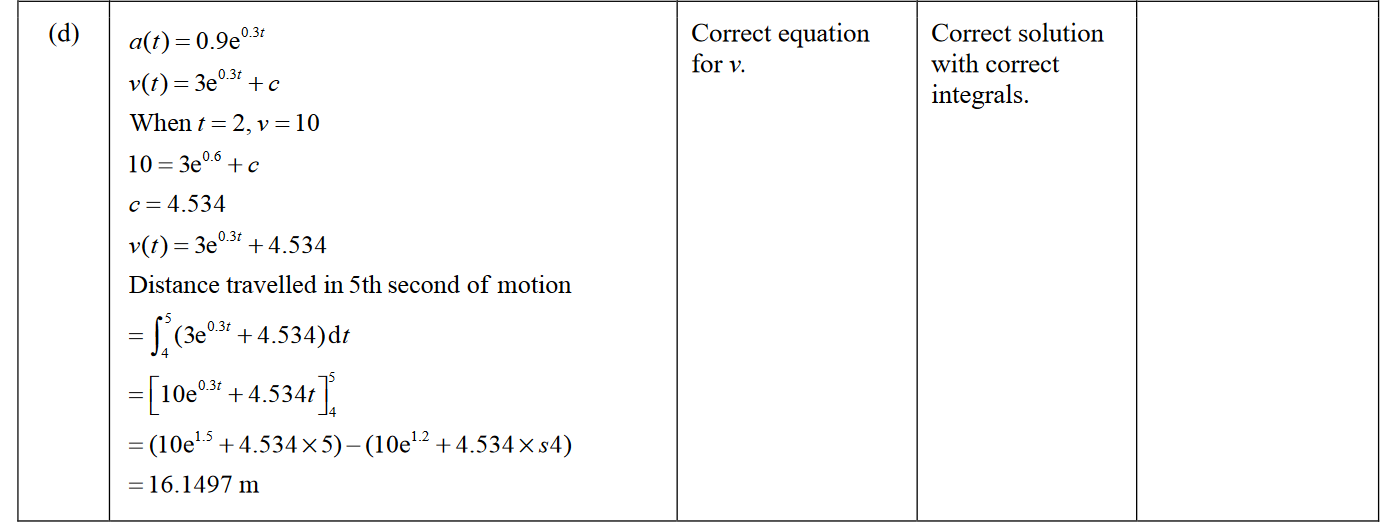 (d)
a(t) = 0.9e^0.3t
v(t) = 3e^0.3t + c
When t = 2, v = 10
10 = 3e^0.6 + c
c = 4.534
v(t) = 3e^0.3t + 4.534
Distance travelled in 5th second of motion
= ∫_4^5 (3e^0.3t + 4.534)dt
= [10e^0.3t + 4.534t]_4^5
= (10e^1.5 + 4.534 × 5) – (10e^1.2 + 4.534 × s4)
= 16.1497 m
Correct equation
for v.
Correct solution
with correct
integrals.